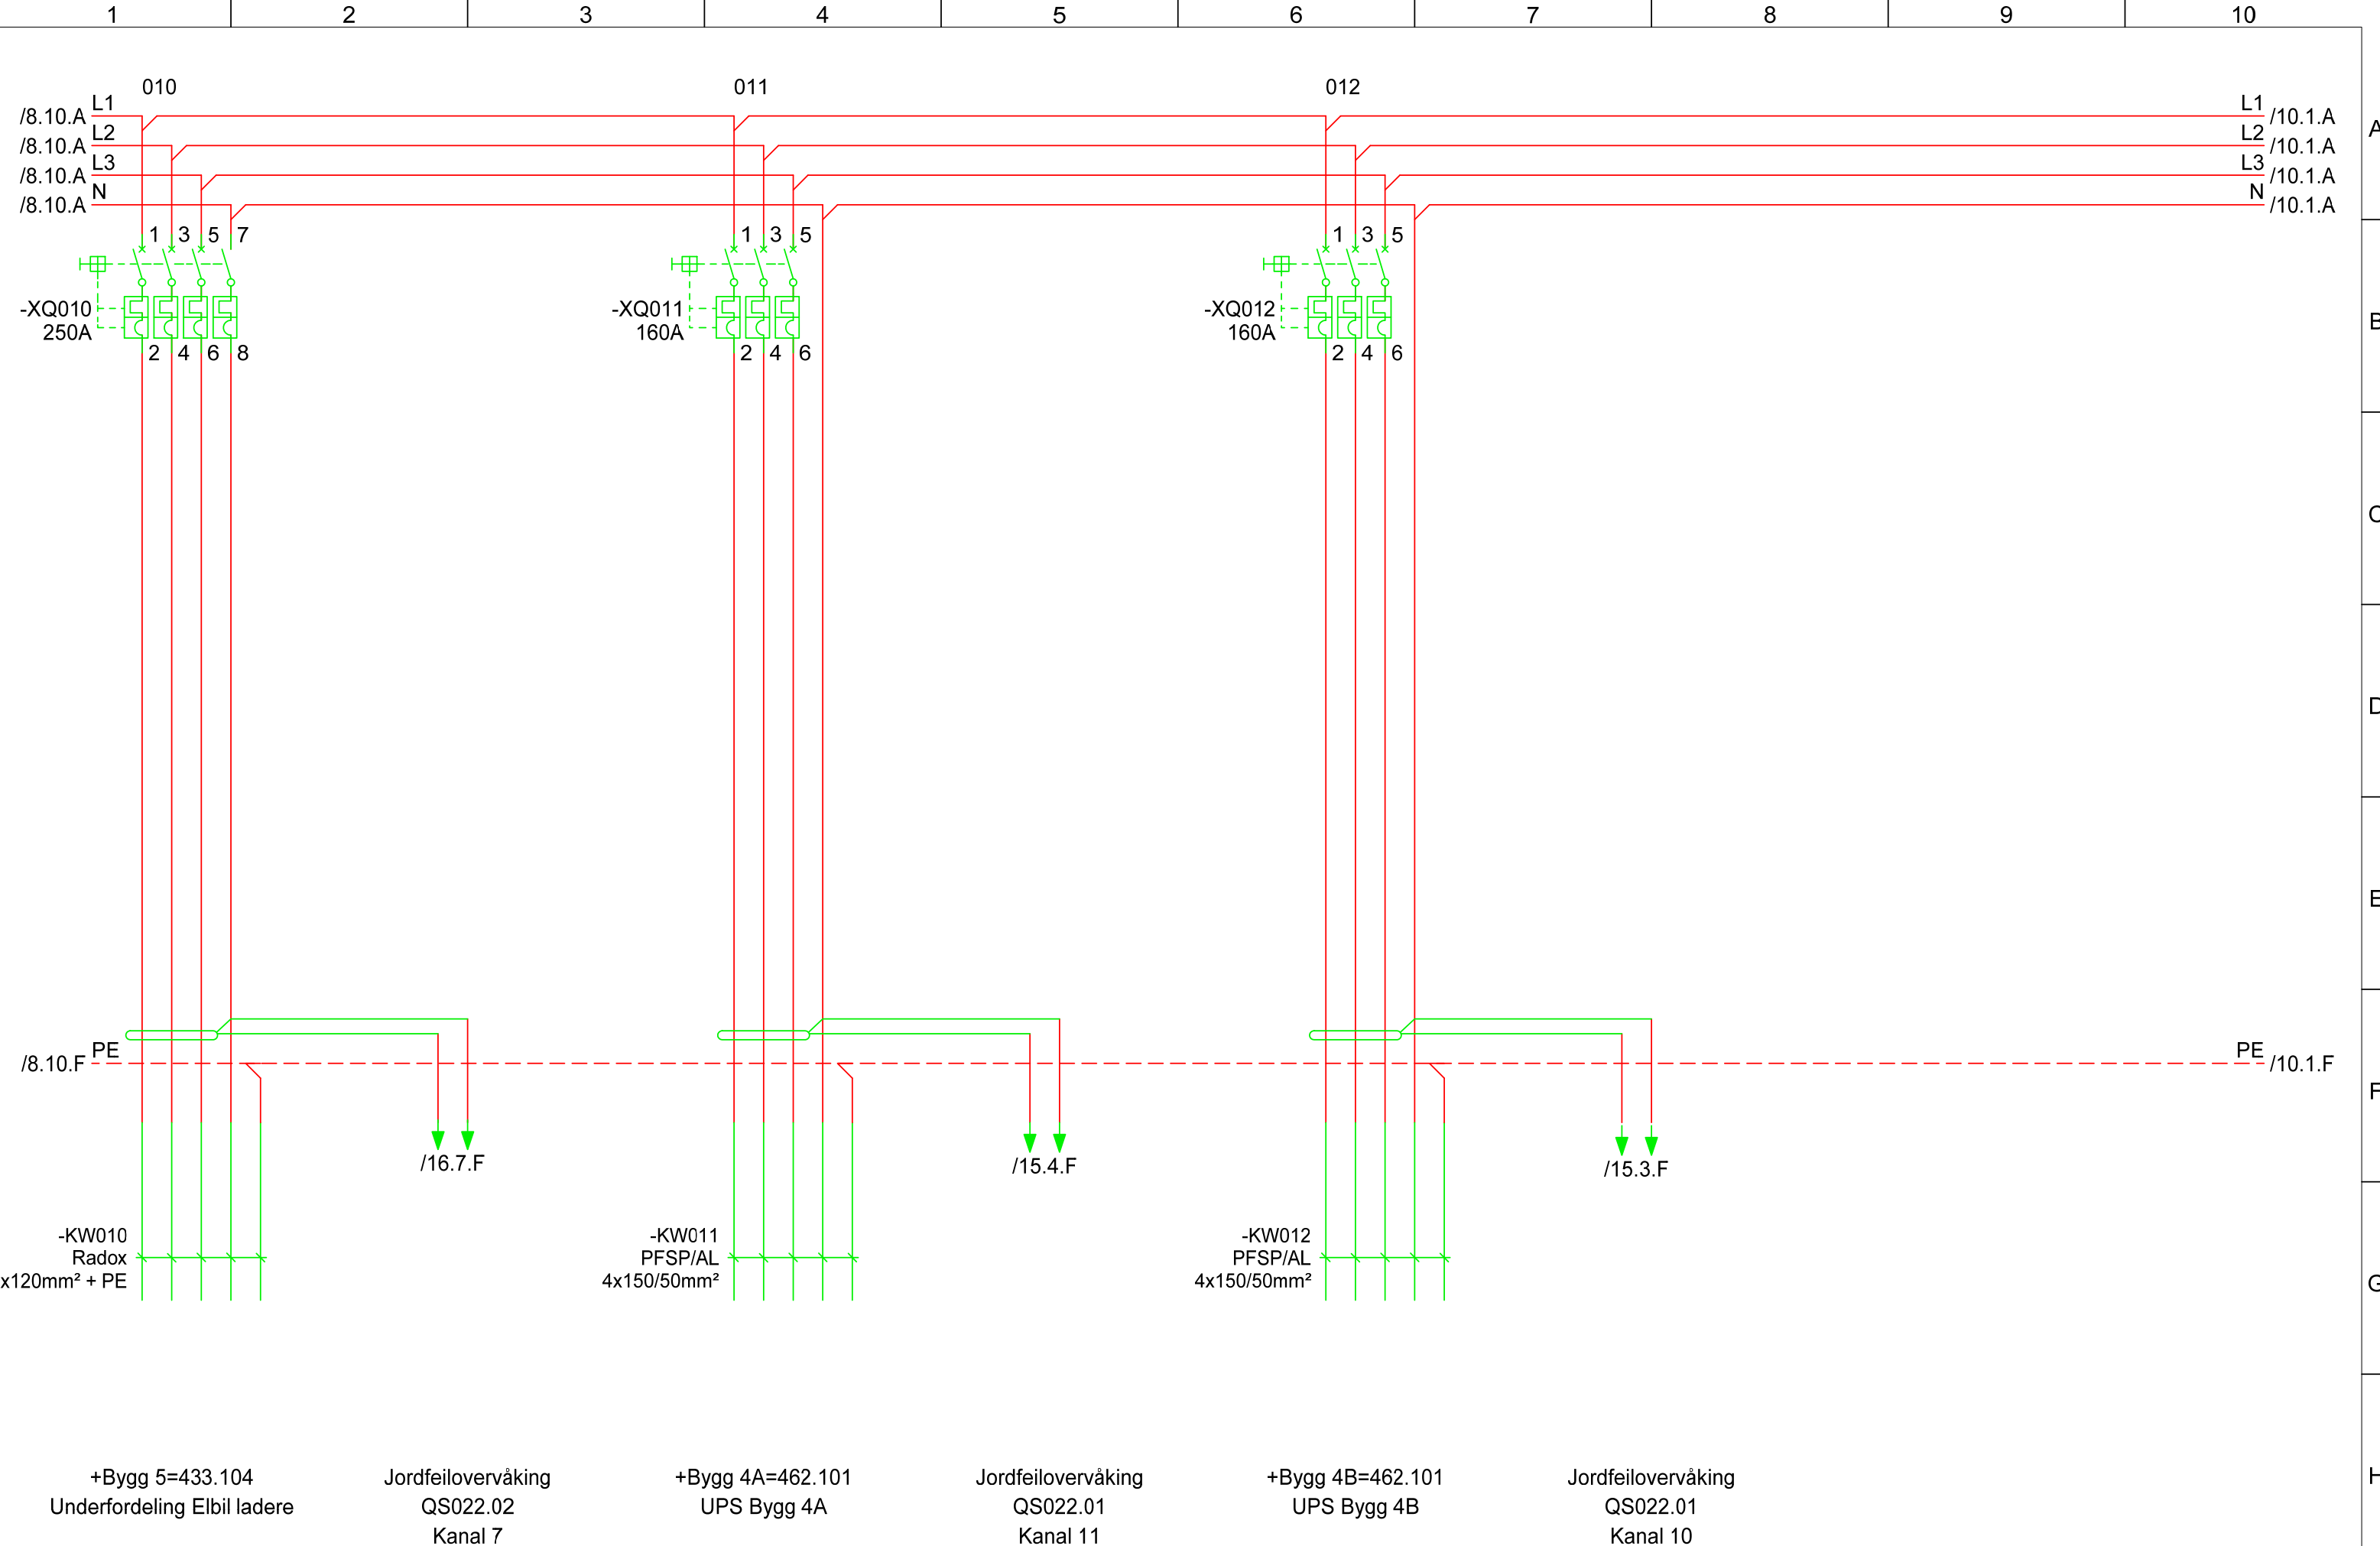 1 2 3 4 5 6 7 8 9 10
010 011 012
L1 L1
/8.10.A /10.1.A
L2 L2
/8.10.A /10.1.A
L3 L3
/8.10.A /10.1.A
N N
/8.10.A /10.1.A
A
1 3 5 7 1 3 5 1 3 5
-XQ010 -XQ011 -XQ012
250A 160A 160A
B
2 4 6 8 2 4 6 2 4 6
C
D
E
PE PE
/8.10.F /10.1.F
F
/16.7.F /15.4.F /15.3.F
-KW010 -KW011 -KW012
Radox PFSP/AL PFSP/AL
x120mm² + PE 4x150/50mm² 4x150/50mm²
G
+Bygg 5=433.104 Jordfeilovervåking +Bygg 4A=462.101 Jordfeilovervåking +Bygg 4B=462.101 Jordfeilovervåking
H
Underfordeling Elbil ladere QS022.02 UPS Bygg 4A QS022.01 UPS Bygg 4B QS022.01
Kanal 7 Kanal 11 Kanal 10